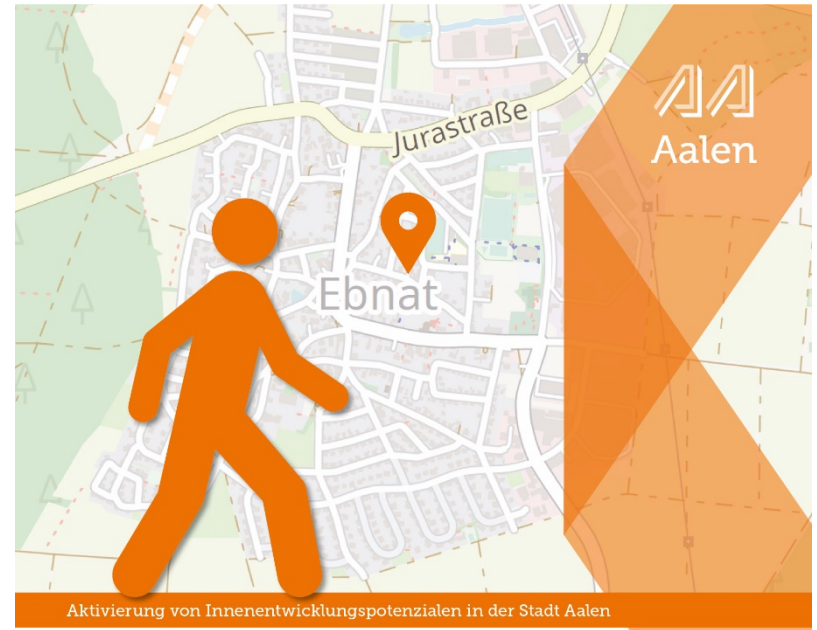 Jurastraße
Aalen
Ebnat
Aktivierung von Innenentwicklungspotenzialen in der Stadt Aalen